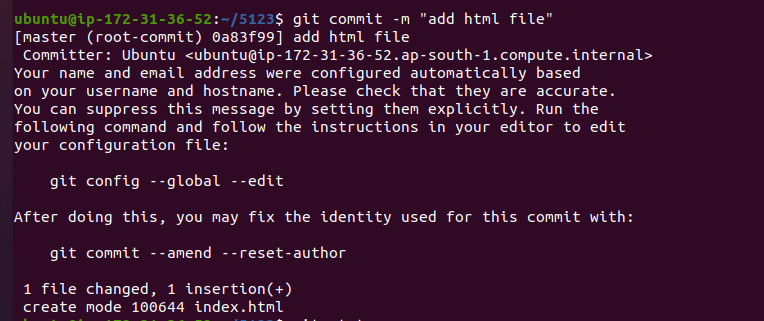 ubuntu@ip-172-31-36-52:~/5123$ git commit -m "add html file"
[master (root-commit) 0a83f99] add html file
 Committer: Ubuntu <ubuntu@ip-172-31-36-52.ap-south-1.compute.internal>
Your name and email address were configured automatically based
on your username and hostname. Please check that they are accurate.
You can suppress this message by setting them explicitly. Run the
following command and follow the instructions in your editor to edit
your configuration file:

    git config --global --edit

After doing this, you may fix the identity used for this commit with:

    git commit --amend --reset-author

 1 file changed, 1 insertion(+)
 create mode 100644 index.html